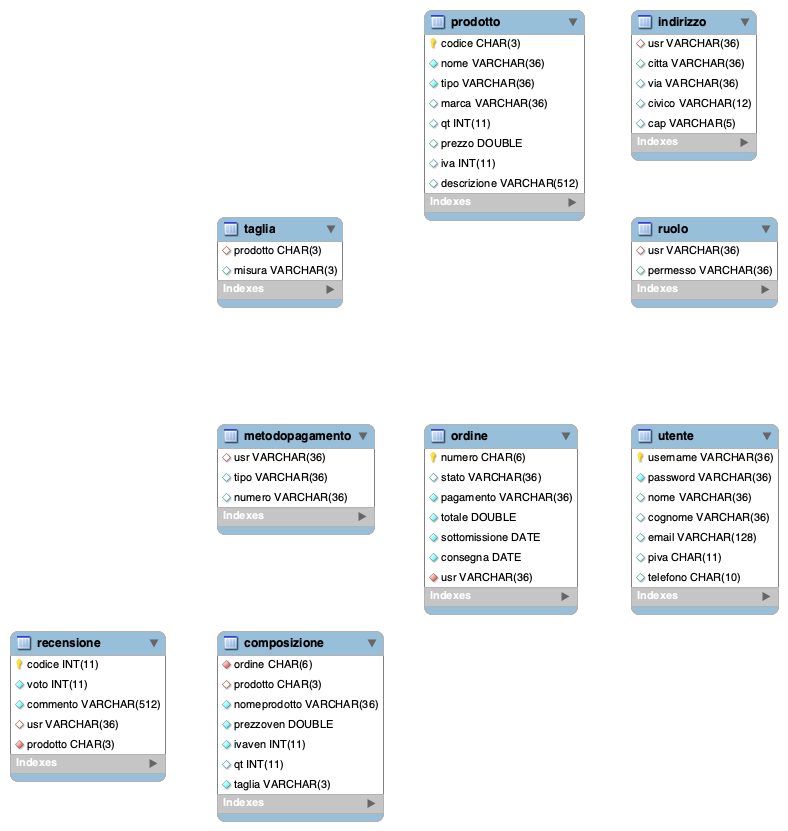 prodotto
codice CHAR(3)
nome VARCHAR(36)
tipo VARCHAR(36)
marca VARCHAR(36)
qt INT(11)
prezzo DOUBLE
iva INT(11)
descrizione VARCHAR(512)
Indexes
indirizzo
usr VARCHAR(36)
citta VARCHAR(36)
via VARCHAR(36)
civico VARCHAR(12)
cap VARCHAR(5)
Indexes
taglia
prodotto CHAR(3)
misura VARCHAR(3)
Indexes
ruolo
usr VARCHAR(36)
permesso VARCHAR(36)
Indexes
metodopagamento
usr VARCHAR(36)
tipo VARCHAR(36)
numero VARCHAR(36)
Indexes
ordine
numero CHAR(6)
stato VARCHAR(36)
pagamento VARCHAR(36)
totale DOUBLE
sottomissione DATE
consegna DATE
usr VARCHAR(36)
Indexes
utente
username VARCHAR(36)
password VARCHAR(36)
nome VARCHAR(36)
cognome VARCHAR(36)
email VARCHAR(128)
piva CHAR(11)
telefono CHAR(10)
Indexes
recensione
codice INT(11)
voto INT(11)
commento VARCHAR(512)
usr VARCHAR(36)
prodotto CHAR(3)
Indexes
composizione
ordine CHAR(6)
prodotto CHAR(3)
nomeprodotto VARCHAR(36)
prezzoven DOUBLE
ivaven INT(11)
qt INT(11)
taglia VARCHAR(3)
Indexes